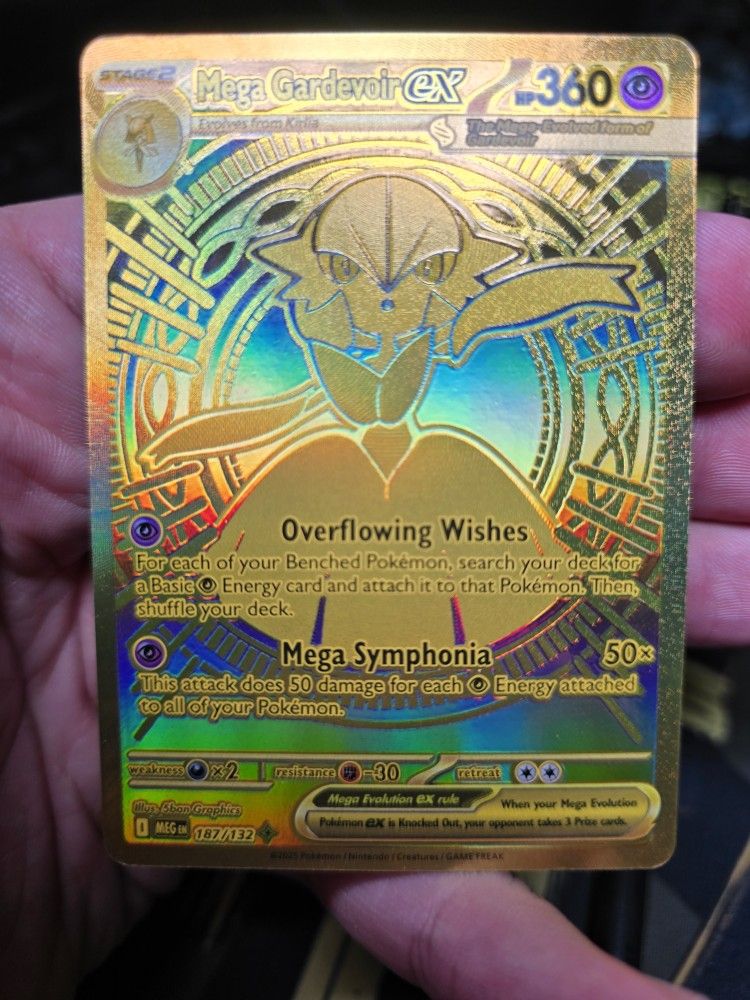 STAGE2 Mega Gardevoir ex HP360
Evolves from Kirlia
The Mega-Evolved form of
Gardevoir
Overflowing Wishes
For each of your Benched Pokémon, search your deck for
a Basic Energy card and attach it to that Pokémon. Then,
shuffle your deck.
Mega Symphonia 50×
This attack does 50 damage for each Energy attached
to all of your Pokémon.
weakness ×2 resistance -30 retreat
Illus. 5ban Graphics
Mega Evolution ex rule When your Mega Evolution
Pokémon ex is Knocked Out, your opponent takes 3 Prize cards.
MEG EN 187/132
©2025 Pokémon / Nintendo / Creatures / GAME FREAK